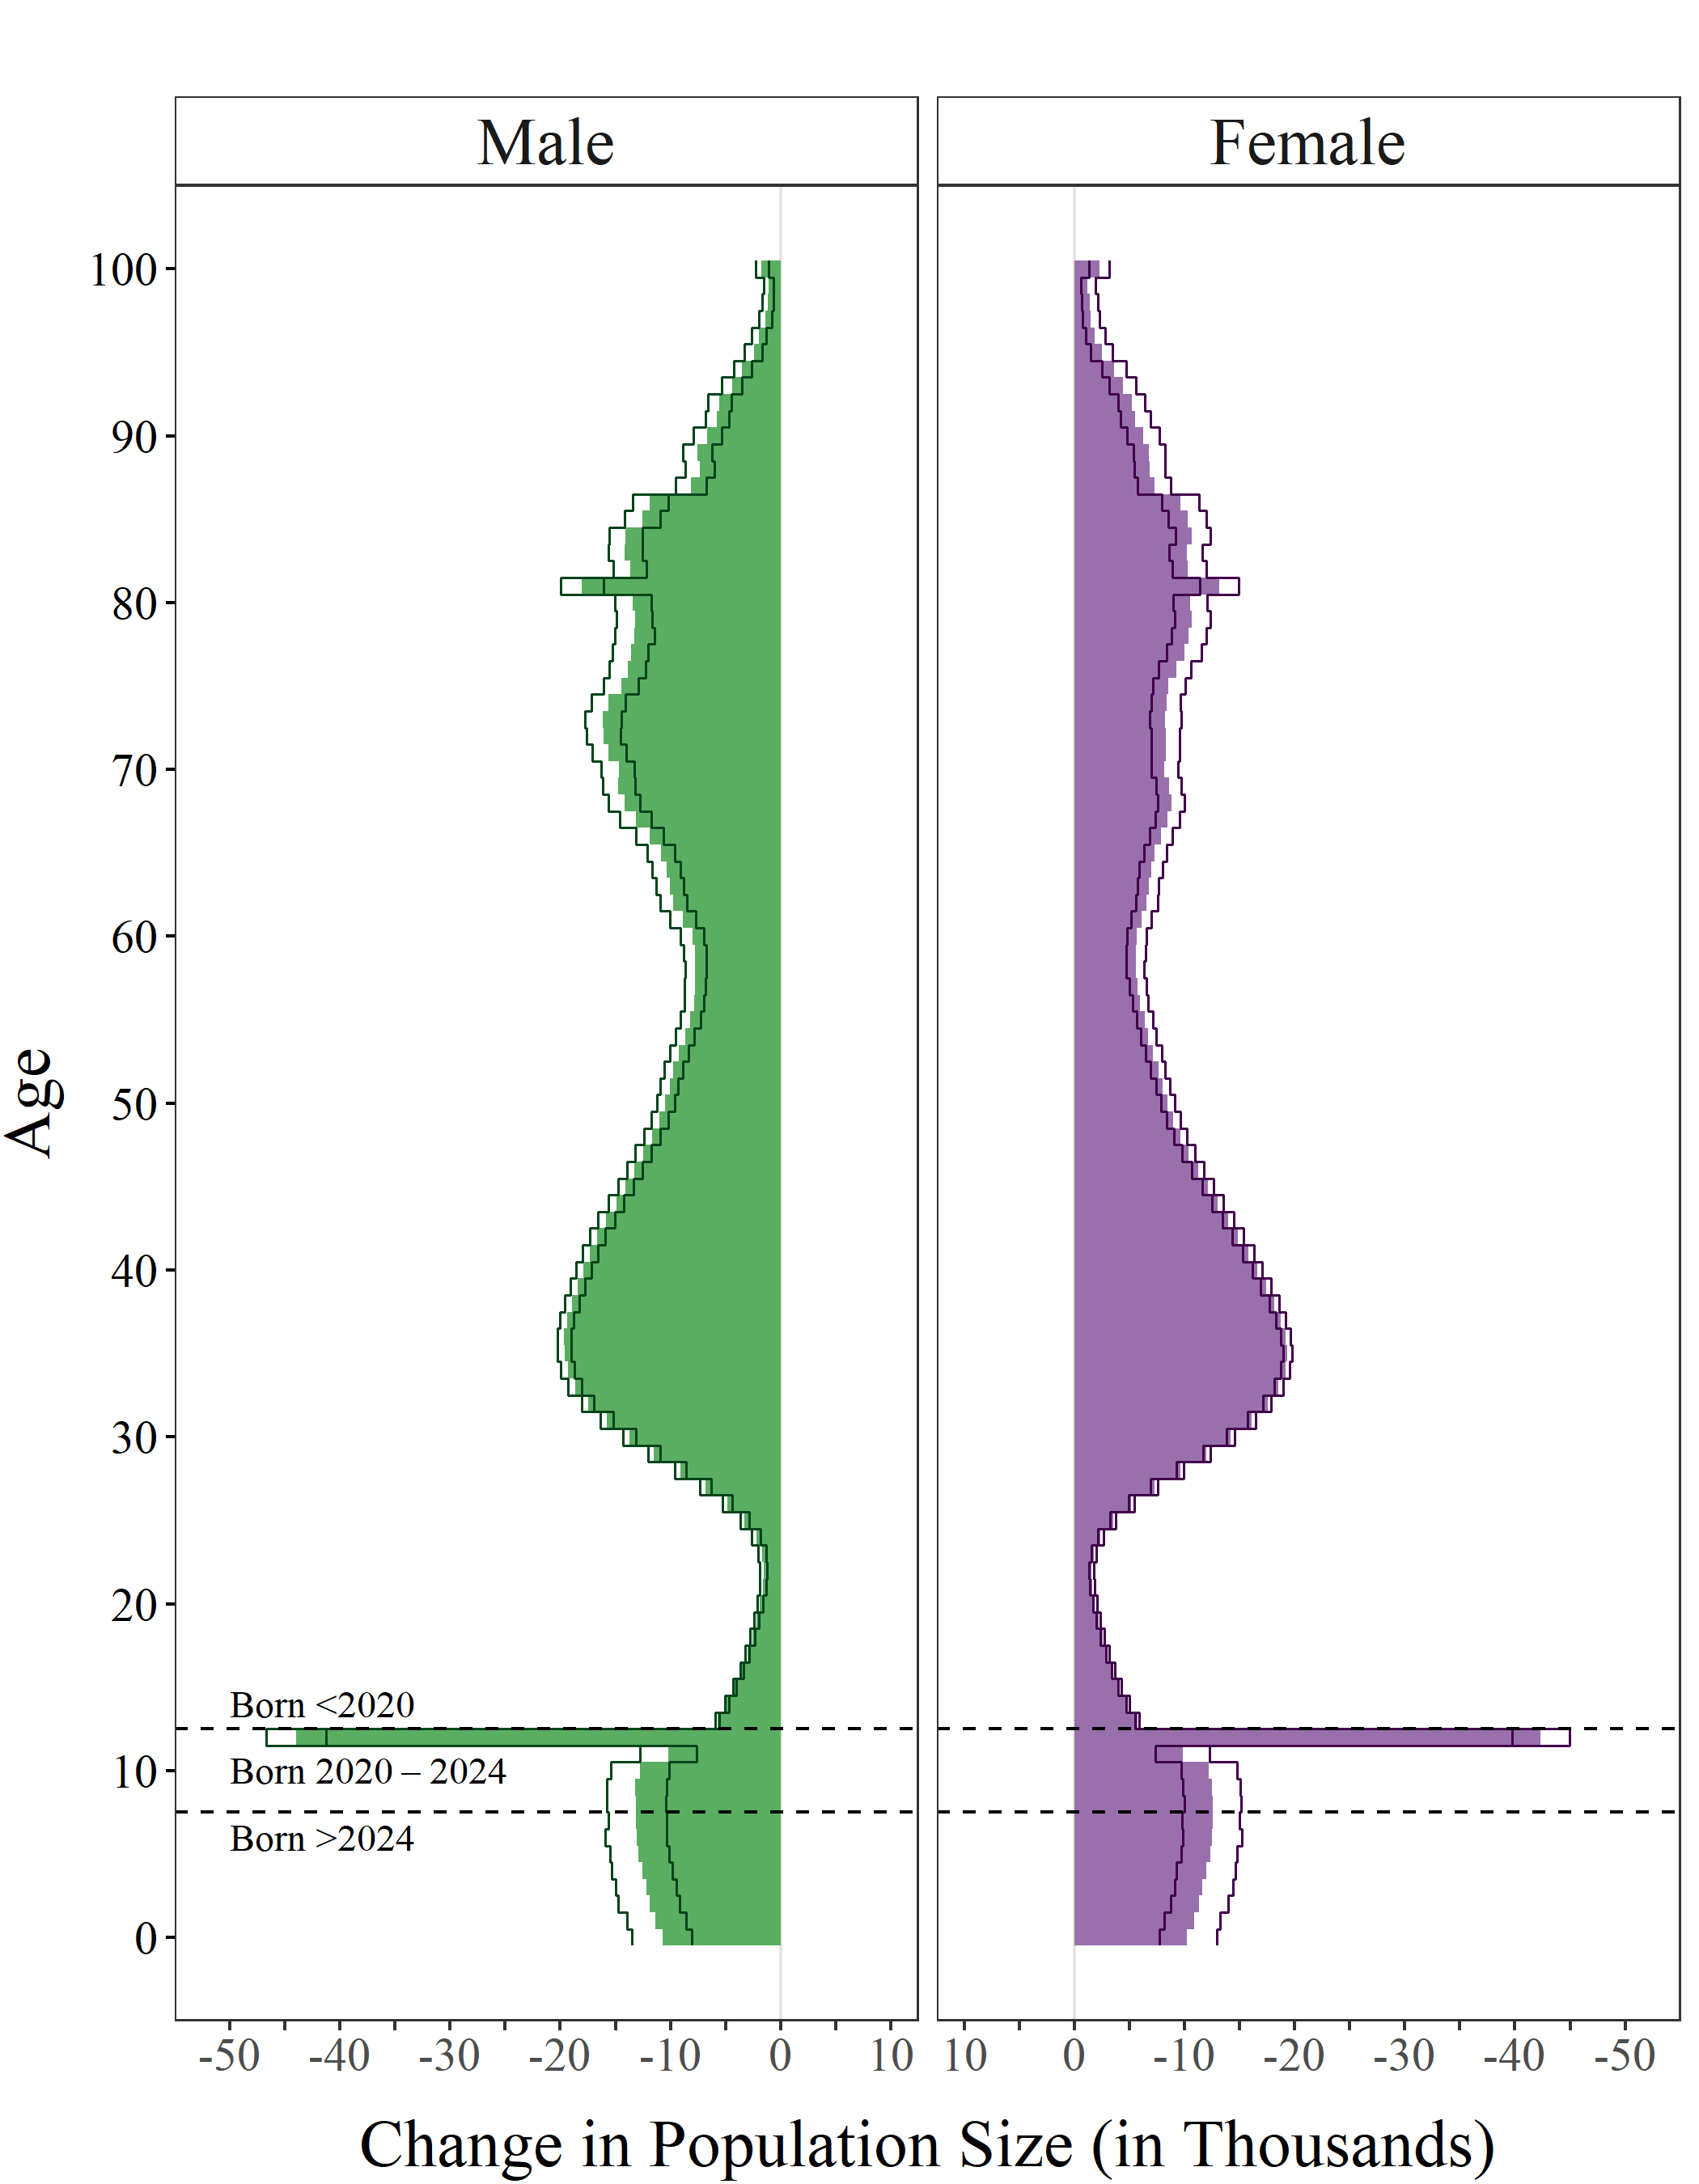 Male Female
100
90
80
70
60
50
40
30
20
10
0
Age
Born <2020
Born 2020 – 2024
Born >2024
-50 -40 -30 -20 -10 0 10 10 0 -10 -20 -30 -40 -50
Change in Population Size (in Thousands)